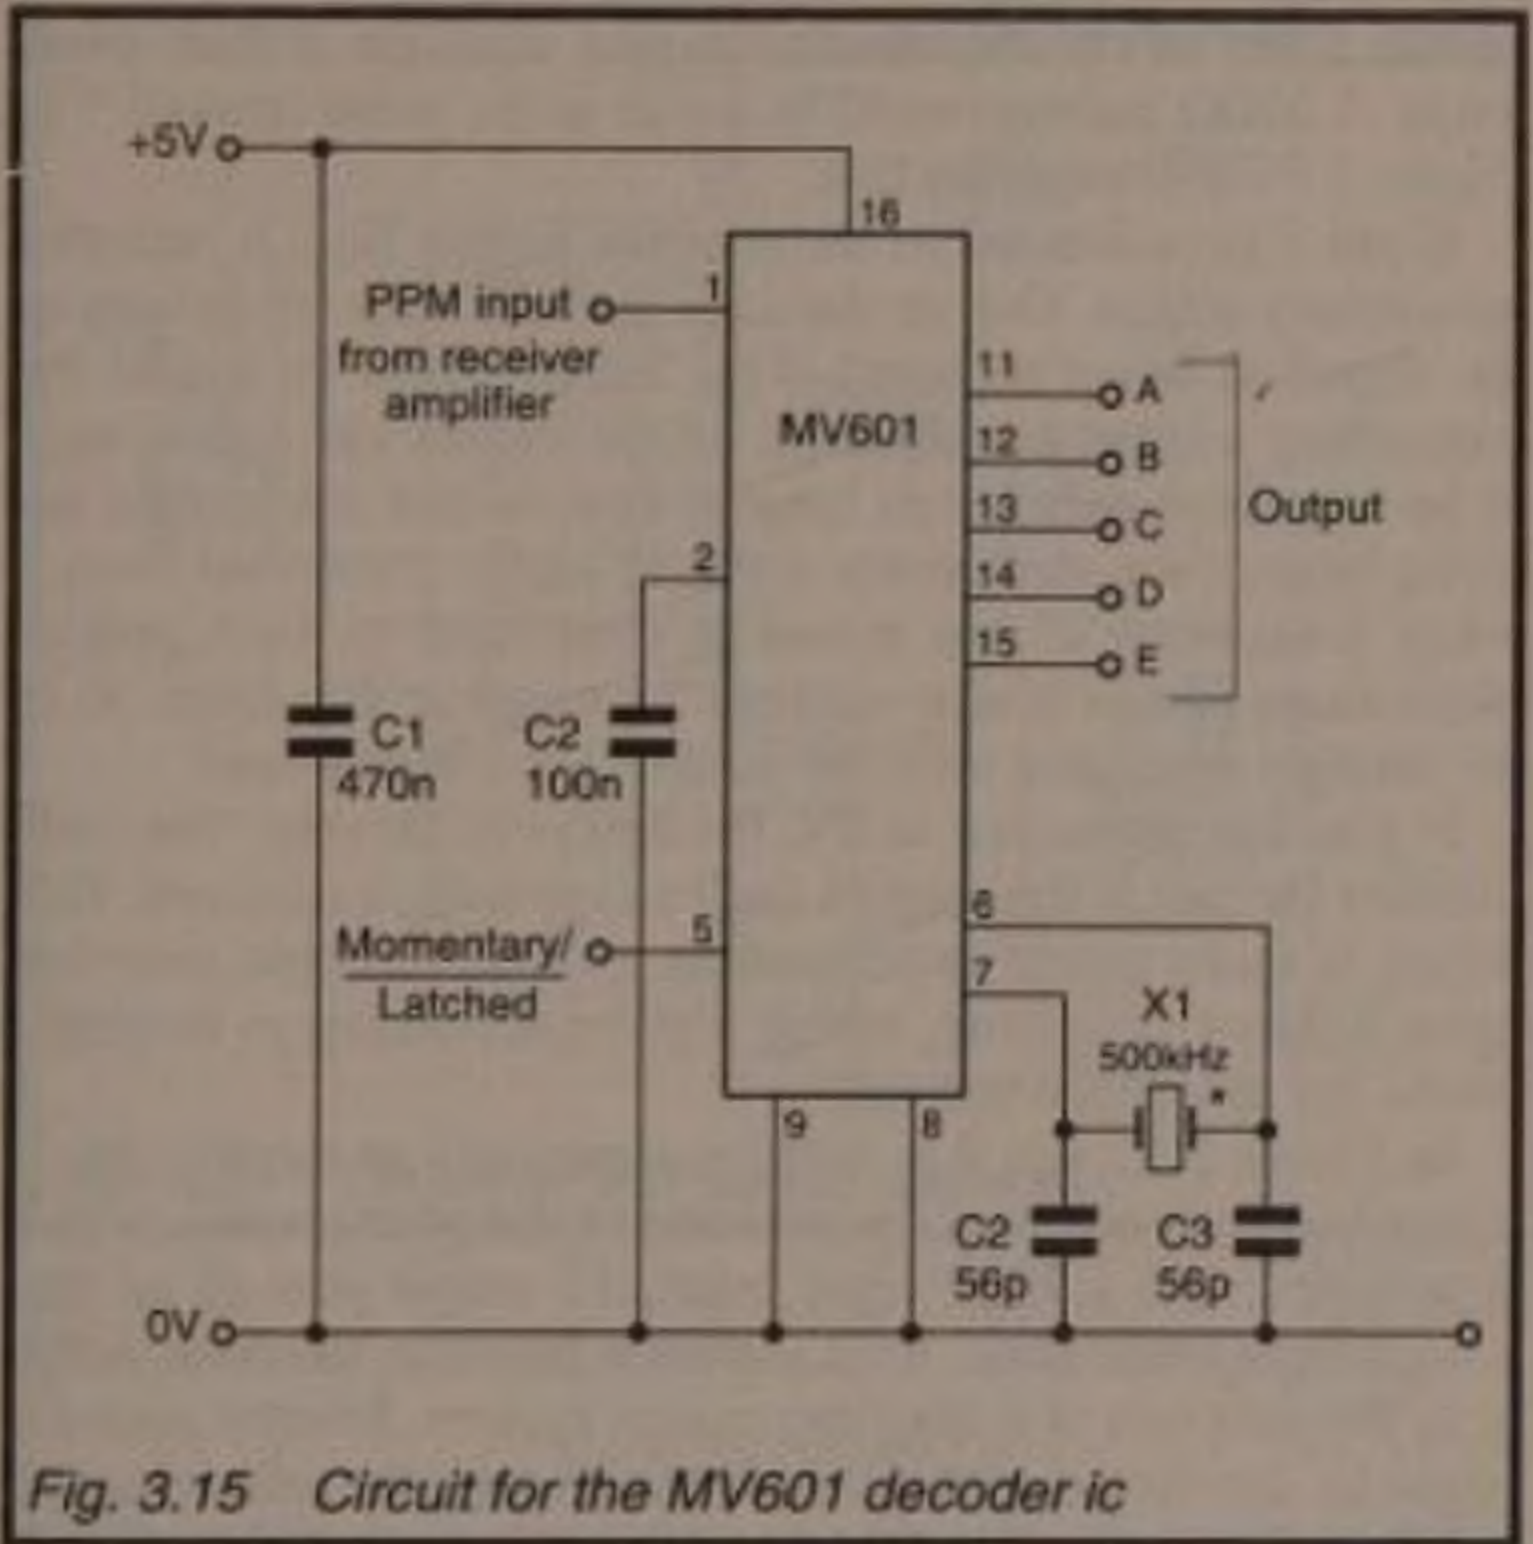 +5V
16
PPM input
from receiver
amplifier
1
MV601
11
A
12
B
13
C
14
D
15
E
Output
2
C1
470n
C2
100n
Momentary/
Latched
5
6
7
X1
500kHz
*
9
8
C2
56p
C3
56p
0V
Fig. 3.15 Circuit for the MV601 decoder ic